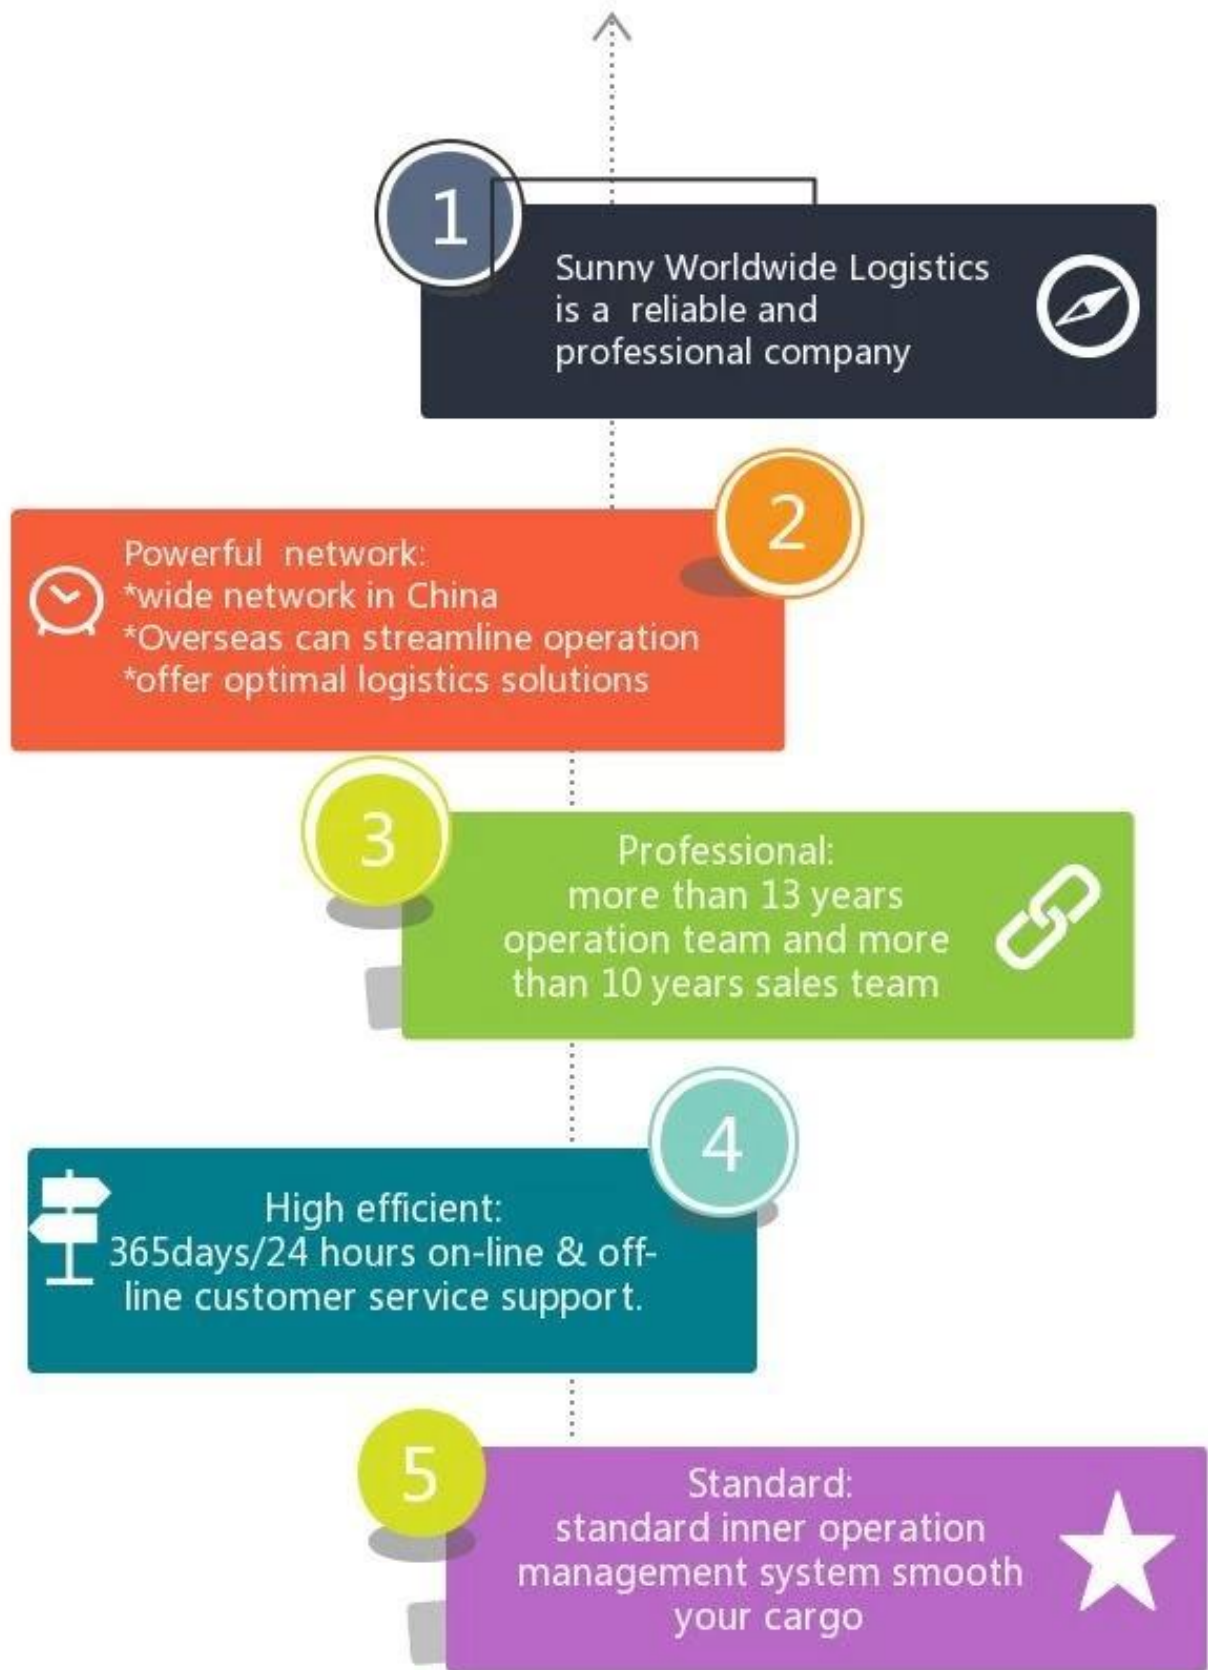 1
Sunny Worldwide Logistics
is a  reliable and
professional company
2
Powerful  network:
*wide network in China
*Overseas can streamline operation
*offer optimal logistics solutions
3
Professional:
more than 13 years
operation team and more
than 10 years sales team
4
High efficient:
365days/24 hours on-line & off-
line customer service support.
5
Standard:
standard inner operation
management system smooth
your cargo